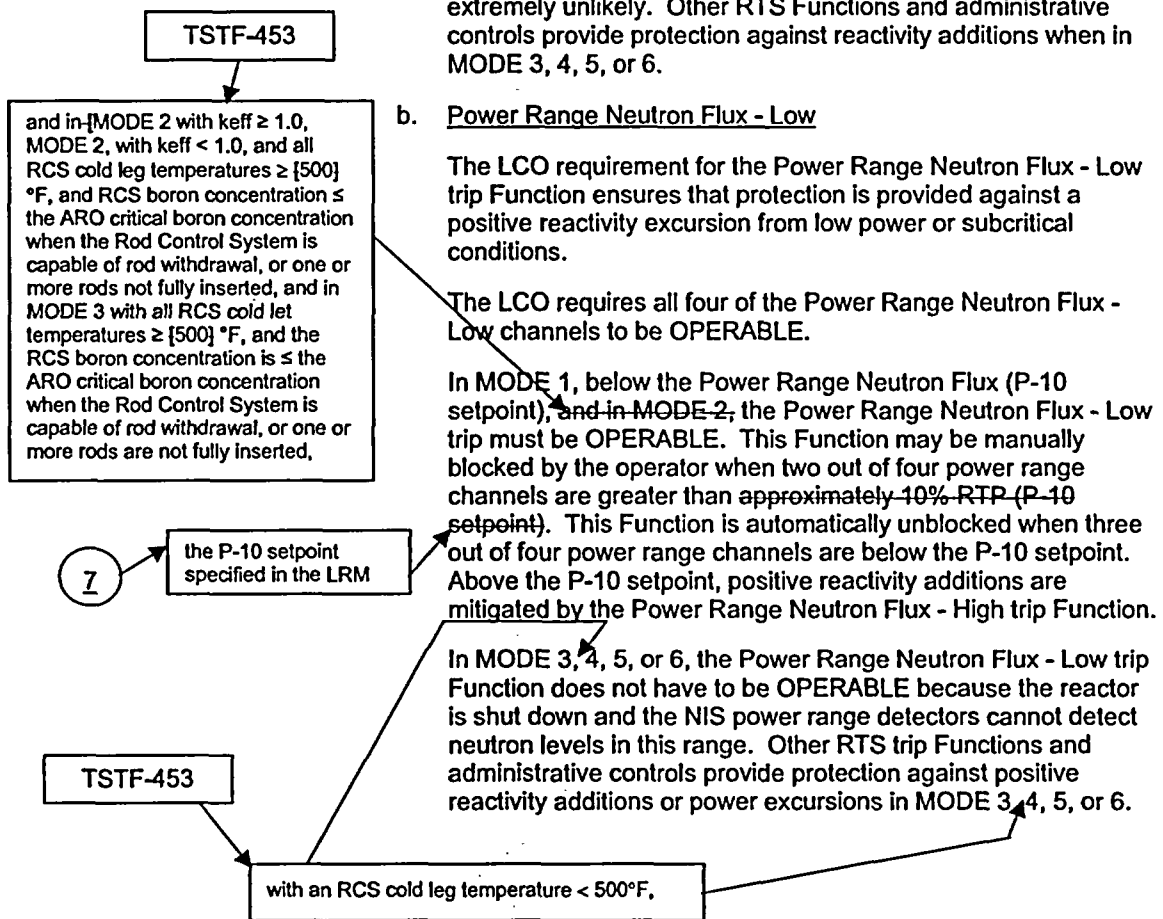 extremely unlikely. Other RTS Functions and administrative
controls provide protection against reactivity additions when in
MODE 3, 4, 5, or 6.
TSTF-453
and in [MODE 2 with keff ≥ 1.0,
MODE 2, with keff < 1.0, and all
RCS cold leg temperatures ≥ [500]
°F, and RCS boron concentration ≤
the ARO critical boron concentration
when the Rod Control System is
capable of rod withdrawal, or one or
more rods not fully inserted, and in
MODE 3 with all RCS cold let
temperatures ≥ [500] °F, and the
RCS boron concentration is ≤ the
ARO critical boron concentration
when the Rod Control System is
capable of rod withdrawal, or one or
more rods are not fully inserted,
b. Power Range Neutron Flux - Low
The LCO requirement for the Power Range Neutron Flux - Low
trip Function ensures that protection is provided against a
positive reactivity excursion from low power or subcritical
conditions.
The LCO requires all four of the Power Range Neutron Flux -
Low channels to be OPERABLE.
In MODE 1, below the Power Range Neutron Flux (P-10
setpoint), and in MODE 2, the Power Range Neutron Flux - Low
trip must be OPERABLE. This Function may be manually
blocked by the operator when two out of four power range
channels are greater than approximately 10% RTP (P-10
setpoint). This Function is automatically unblocked when three
out of four power range channels are below the P-10 setpoint.
Above the P-10 setpoint, positive reactivity additions are
mitigated by the Power Range Neutron Flux - High trip Function.
7
the P-10 setpoint
specified in the LRM
In MODE 3, 4, 5, or 6, the Power Range Neutron Flux - Low trip
Function does not have to be OPERABLE because the reactor
is shut down and the NIS power range detectors cannot detect
neutron levels in this range. Other RTS trip Functions and
administrative controls provide protection against positive
reactivity additions or power excursions in MODE 3, 4, 5, or 6.
TSTF-453
with an RCS cold leg temperature < 500°F,